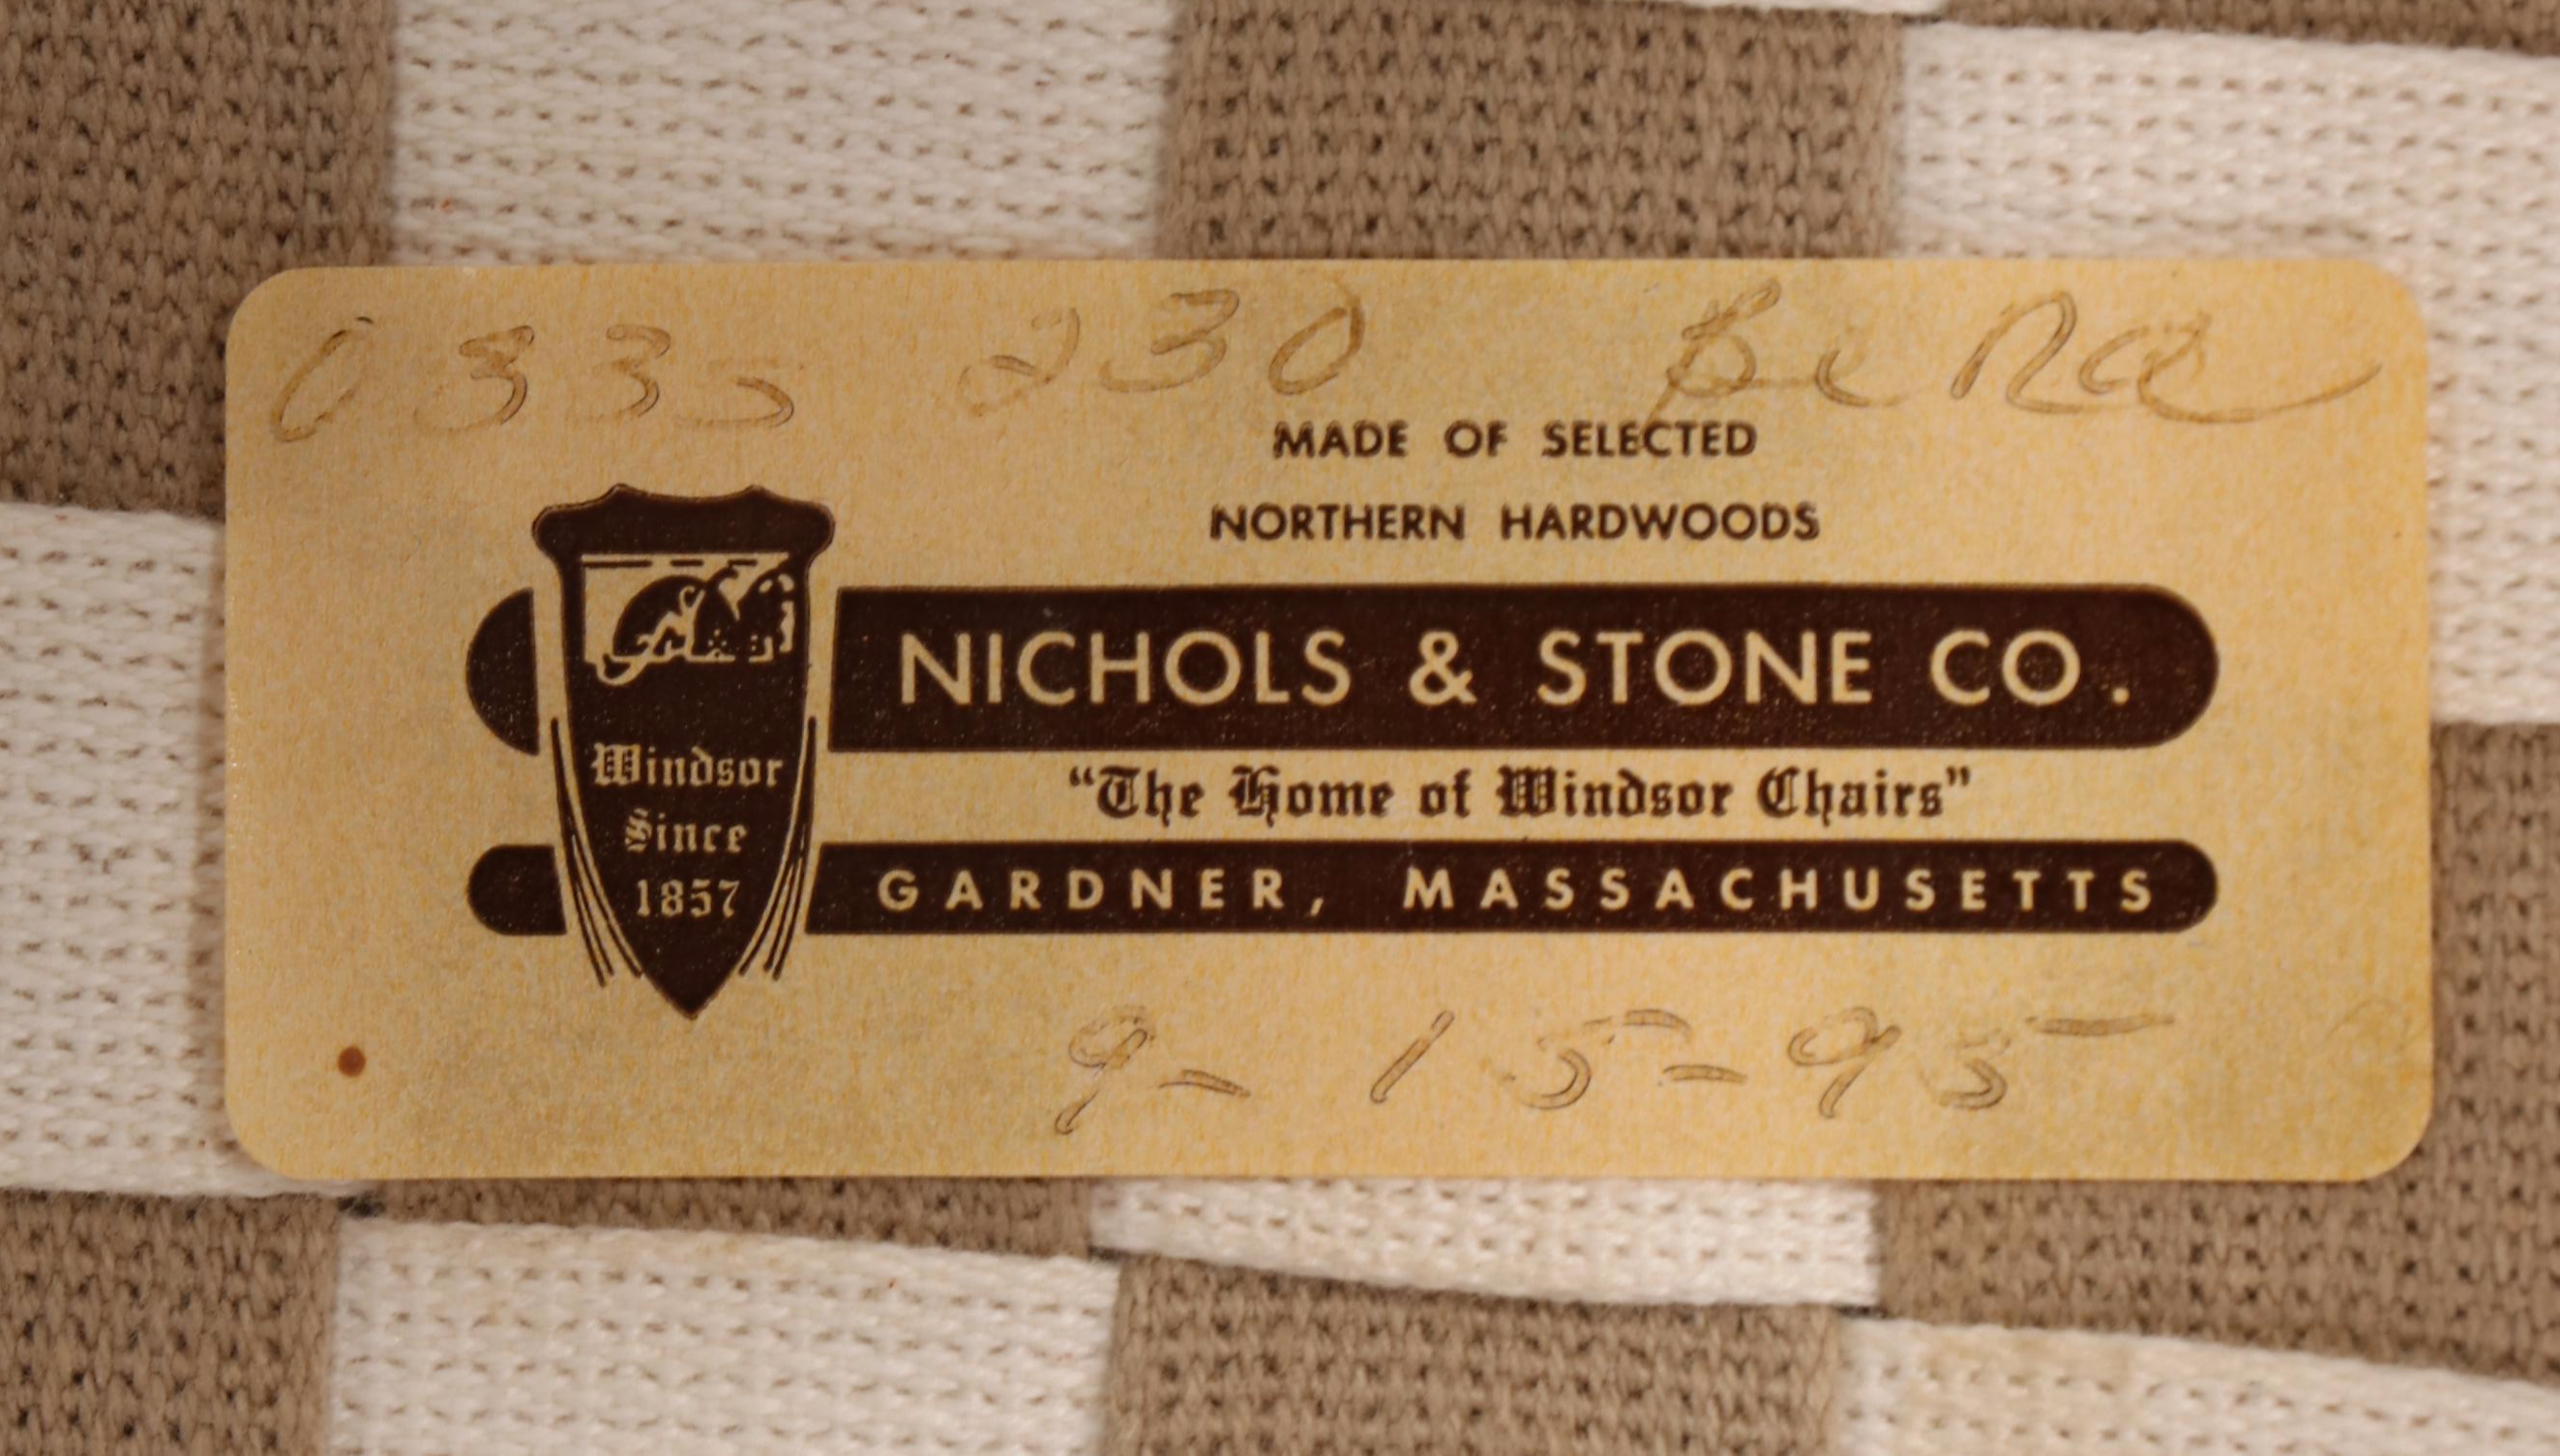 0335 230
MADE OF SELECTED
NORTHERN HARDWOODS
NICHOLS & STONE CO.
"The Home of Windsor Chairs"
GARDNER, MASSACHUSETTS
Windsor
Since
1857
9-15-95